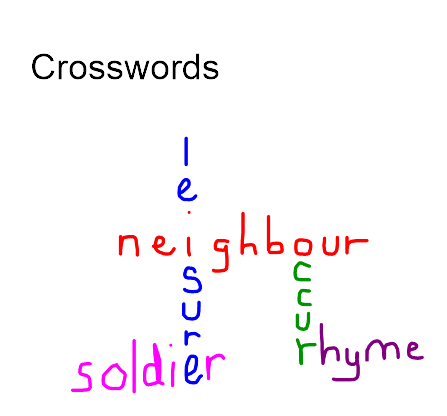 Crosswords
leisure
neighbour
occur
soldier
rhyme